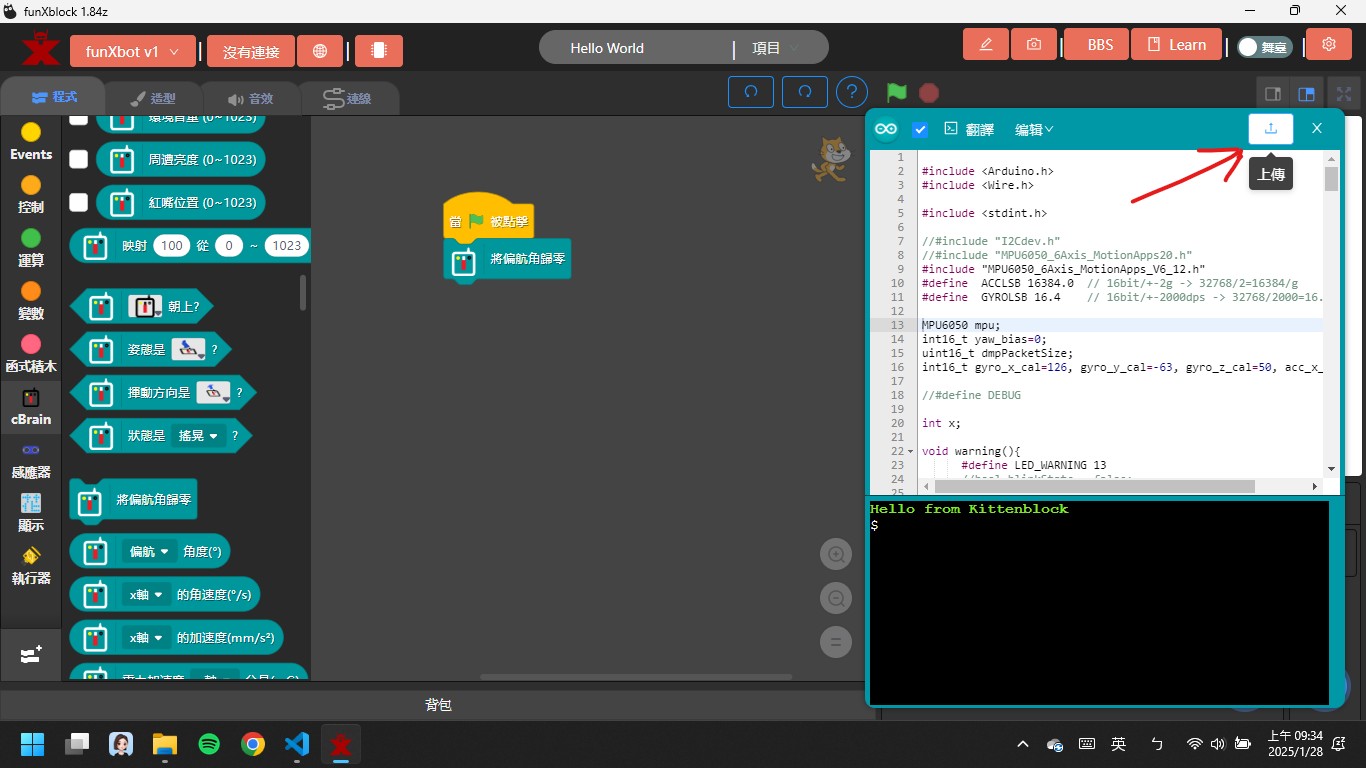 funXblock 1.84z
funXbot v1
沒有連接
Hello World
項目
BBS
Learn
舞臺
程式
造型
音效
連線
?
Events
控制
運算
變數
函式積木
cBrain
感應器
顯示
執行器
環境音量 (0~1023)
周遭亮度 (0~1023)
紅嘴位置 (0~1023)
映射 100 從 0 ~ 1023
朝上?
姿態是 ?
揮動方向是 ?
狀態是 搖晃 ?
將偏航角歸零
偏航 角度(°)
x軸 的角速度(°/s)
x軸 的加速度(mm/s²)
當 被點擊
將偏航角歸零
背包
翻譯
编辑
上傳
1
2 #include <Arduino.h>
3 #include <Wire.h>
4
5 #include <stdint.h>
6
7 //#include "I2Cdev.h"
8 //#include "MPU6050_6Axis_MotionApps20.h"
9 #include "MPU6050_6Axis_MotionApps_V6_12.h"
10 #define ACCLSB 16384.0 // 16bit/+-2g -> 32768/2=16384/g
11 #define GYROLSB 16.4 // 16bit/+-2000dps -> 32768/2000=16.
12
13 MPU6050 mpu;
14 int16_t yaw_bias=0;
15 uint16_t dmpPacketSize;
16 int16_t gyro_x_cal=126, gyro_y_cal=-63, gyro_z_cal=50, acc_x_
17
18 //#define DEBUG
19
20 int x;
21
22 void warning(){
23 #define LED_WARNING 13
24
25
Hello from Kittenblock
$
英
ㄅ
上午 09:34
2025/1/28